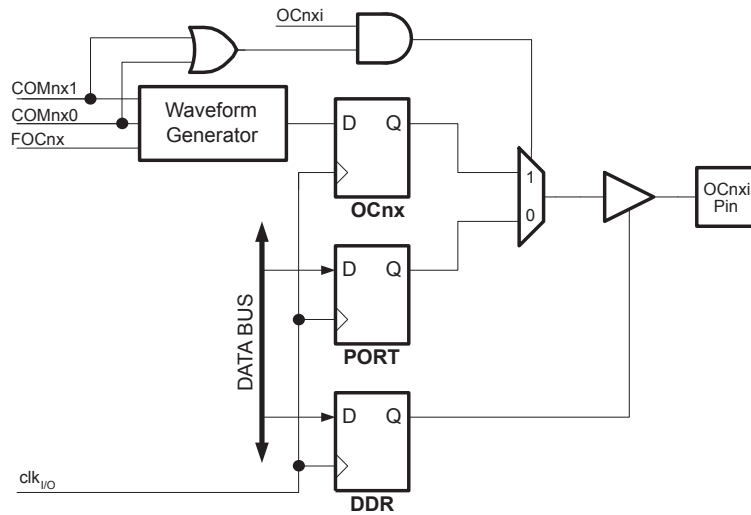 OCnxi
COMnx1
COMnx0
FOCnx
Waveform
Generator
D Q
OCnx
1
0
OCnxi
Pin
DATA BUS
D Q
PORT
D Q
DDR
clkI/O